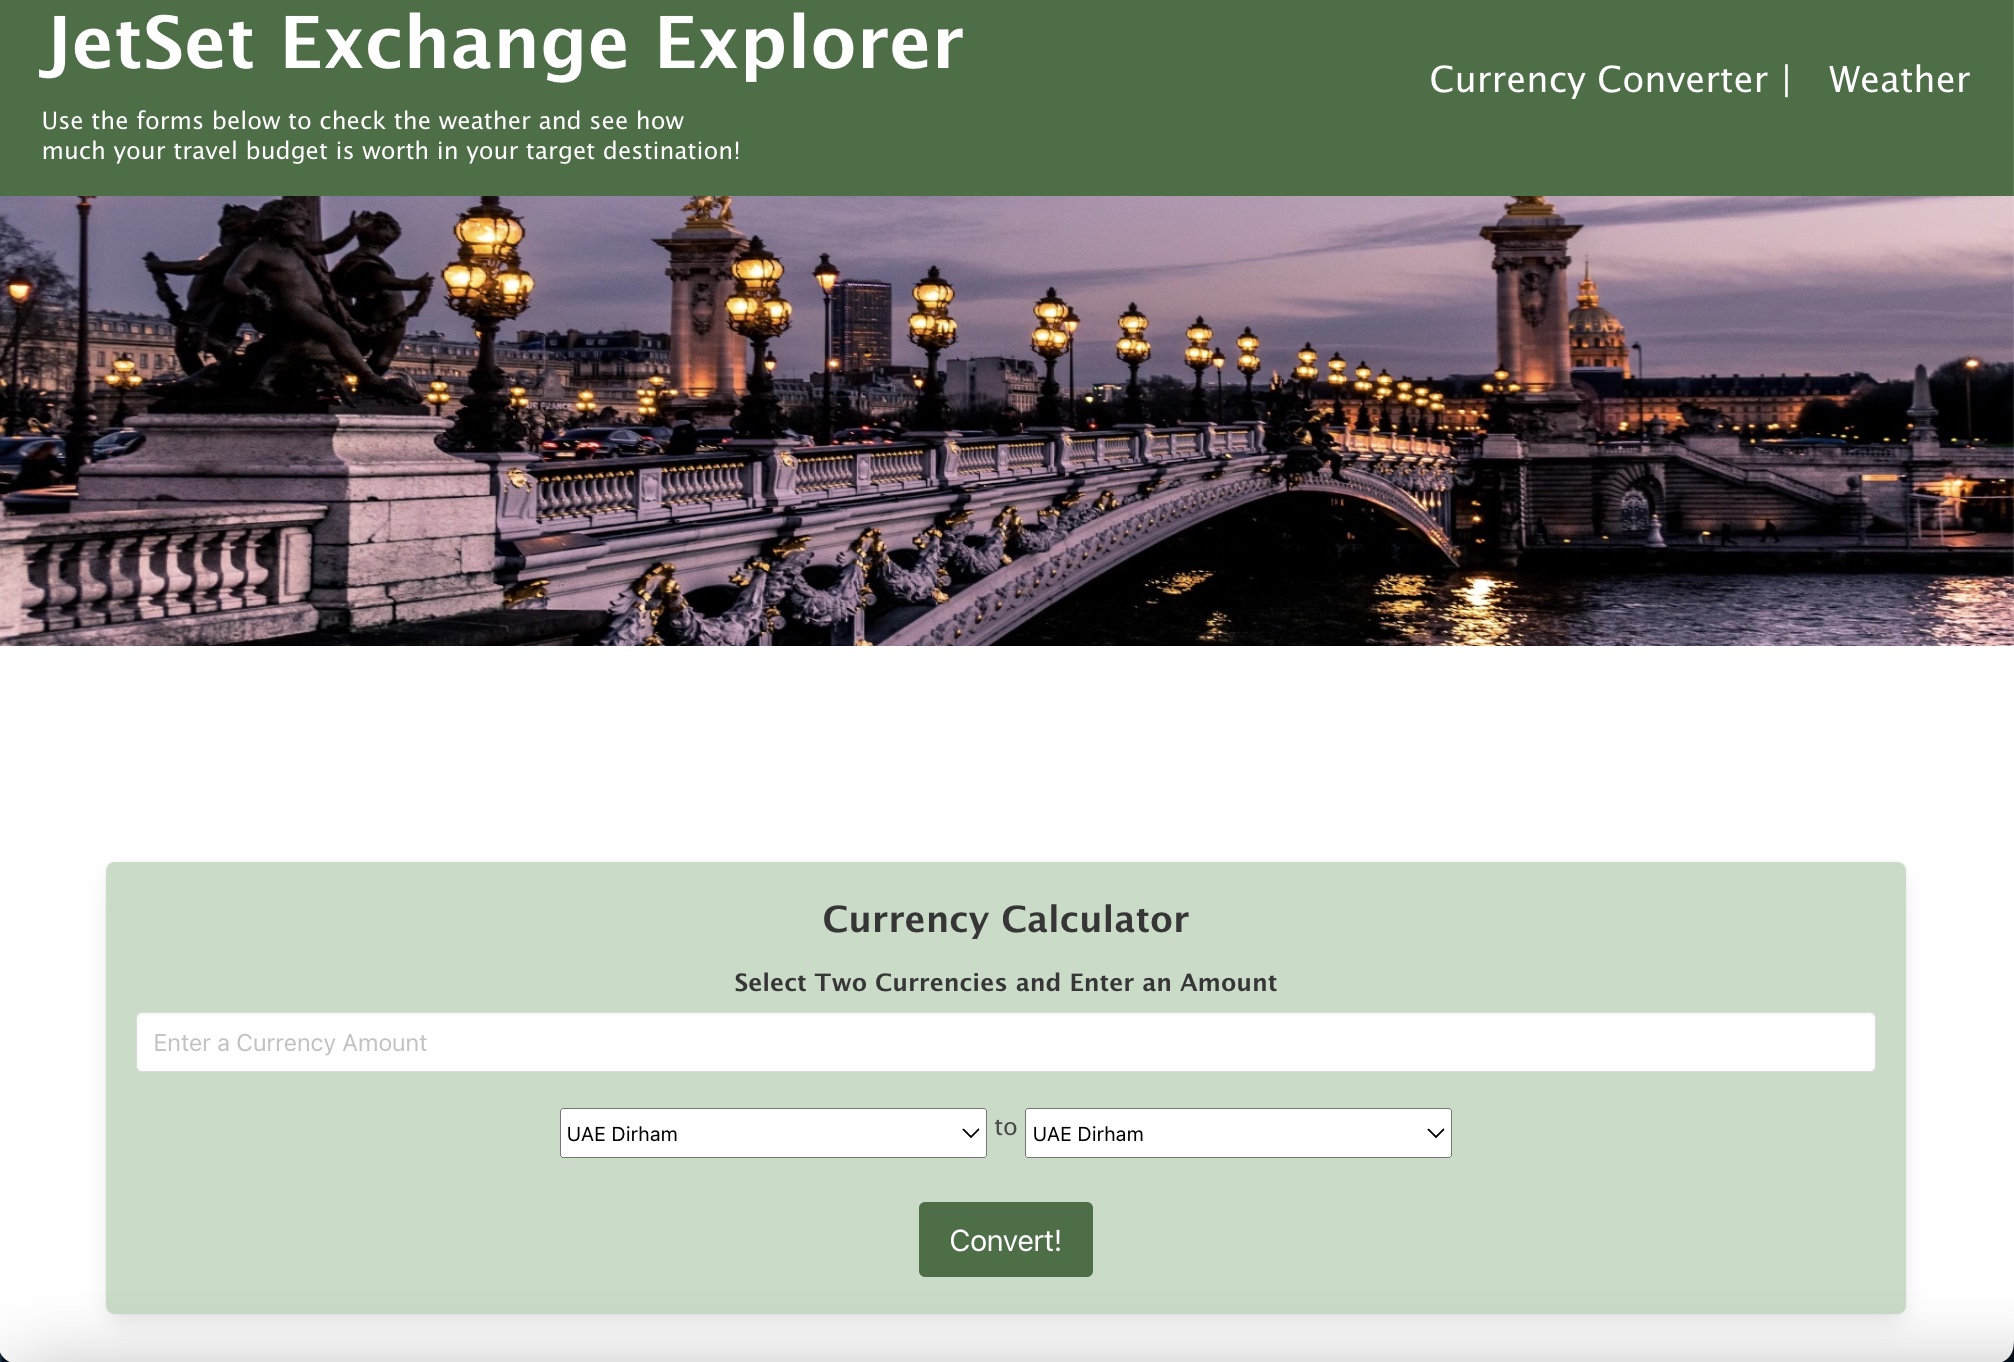 JetSet Exchange Explorer
Use the forms below to check the weather and see how
much your travel budget is worth in your target destination!
Currency Converter |
Weather
Currency Calculator
Select Two Currencies and Enter an Amount
Enter a Currency Amount
UAE Dirham
to
UAE Dirham
Convert!